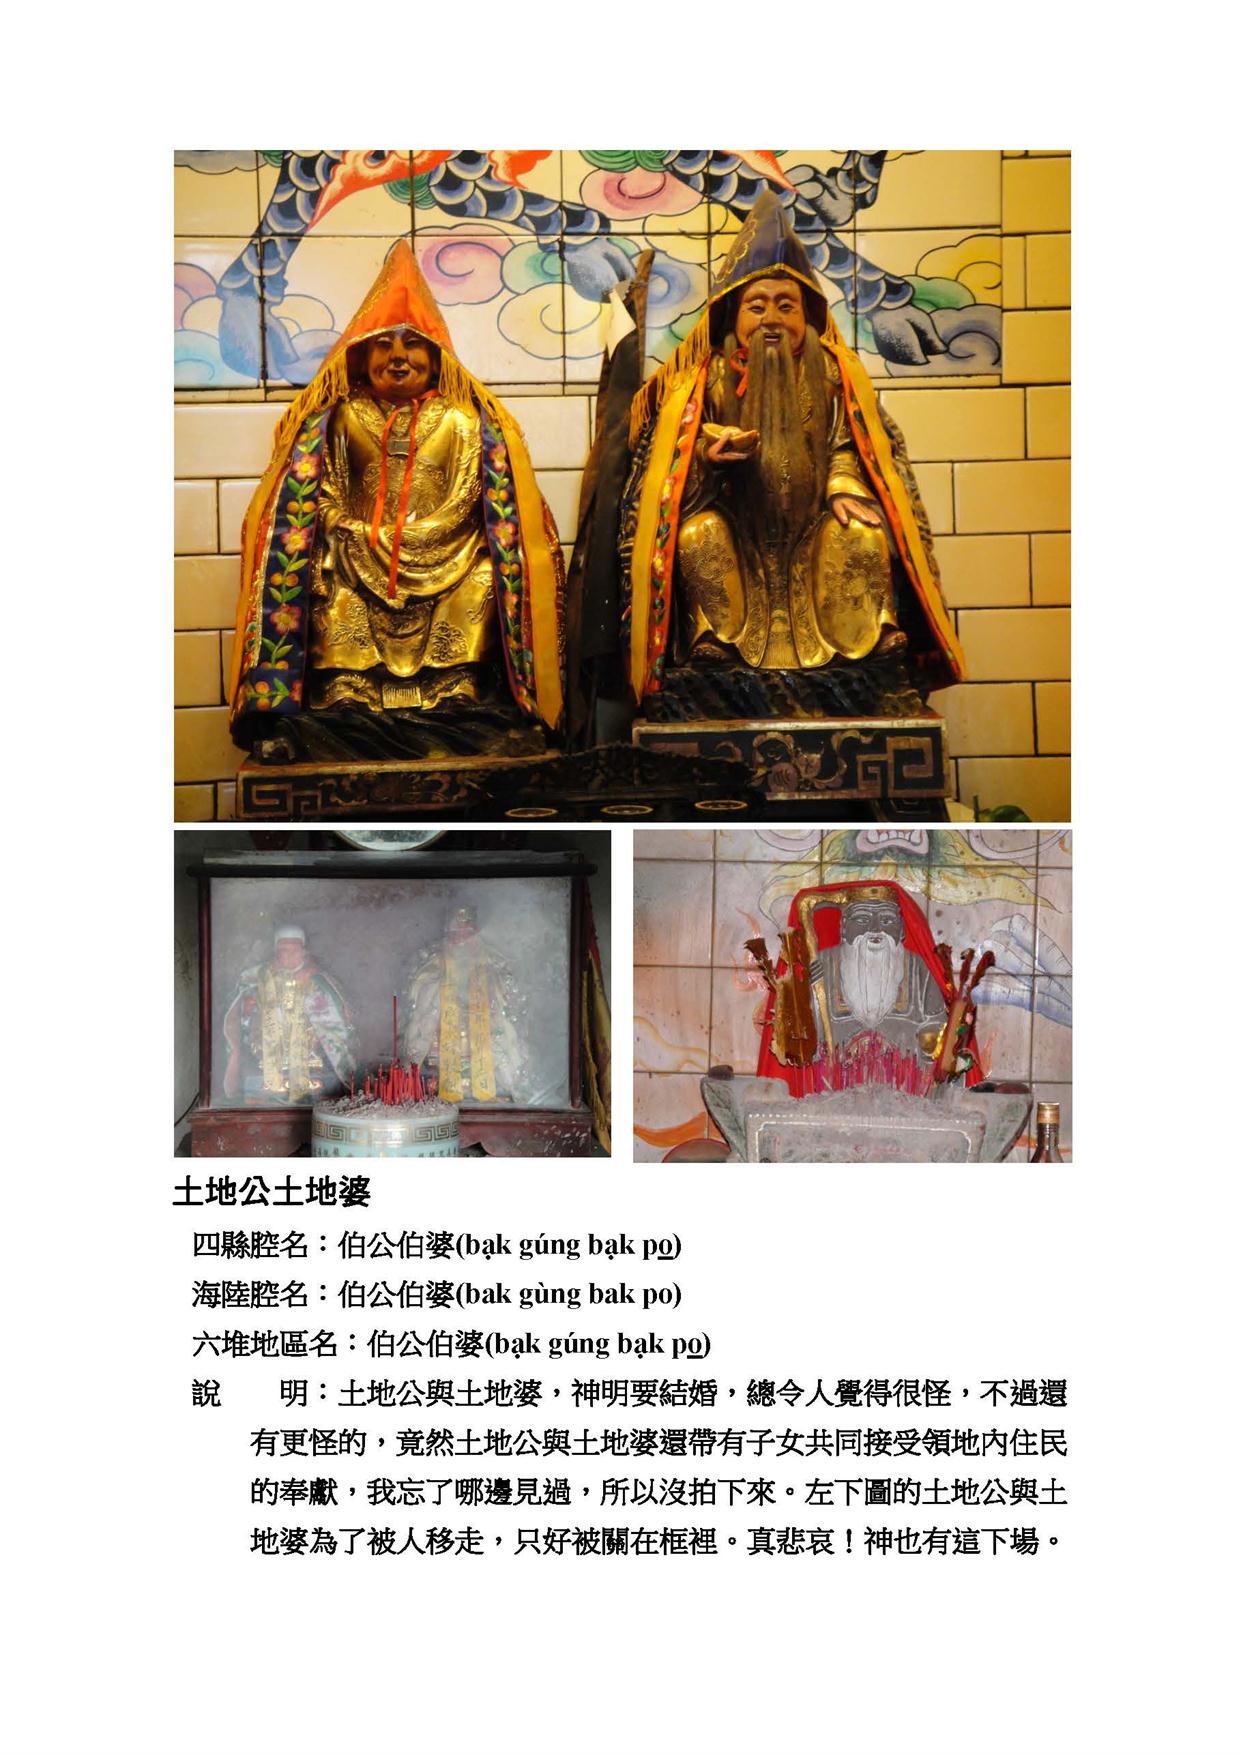 土地公土地婆
四縣腔名：伯公伯婆(bạk gúng bạk po̲)
海陸腔名：伯公伯婆(bak gùng bak po)
六堆地區名：伯公伯婆(bạk gúng bạk po̲)
說　　明：土地公與土地婆，神明要結婚，總令人覺得很怪，不過還
有更怪的，竟然土地公與土地婆還帶有子女共同接受領地內住民
的奉獻，我忘了哪邊見過，所以沒拍下來。左下圖的土地公與土
地婆為了被人移走，只好被關在框裡。真悲哀！神也有這下場。